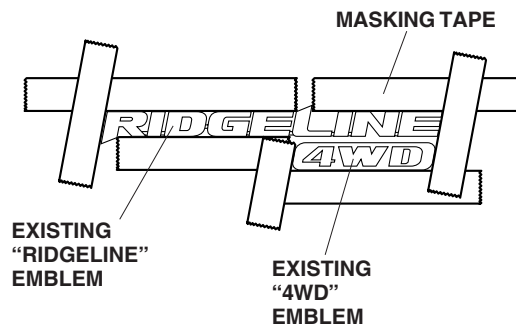 MASKING TAPE
RIDGELINE
4WD
EXISTING
“RIDGELINE”
EMBLEM
EXISTING
“4WD”
EMBLEM